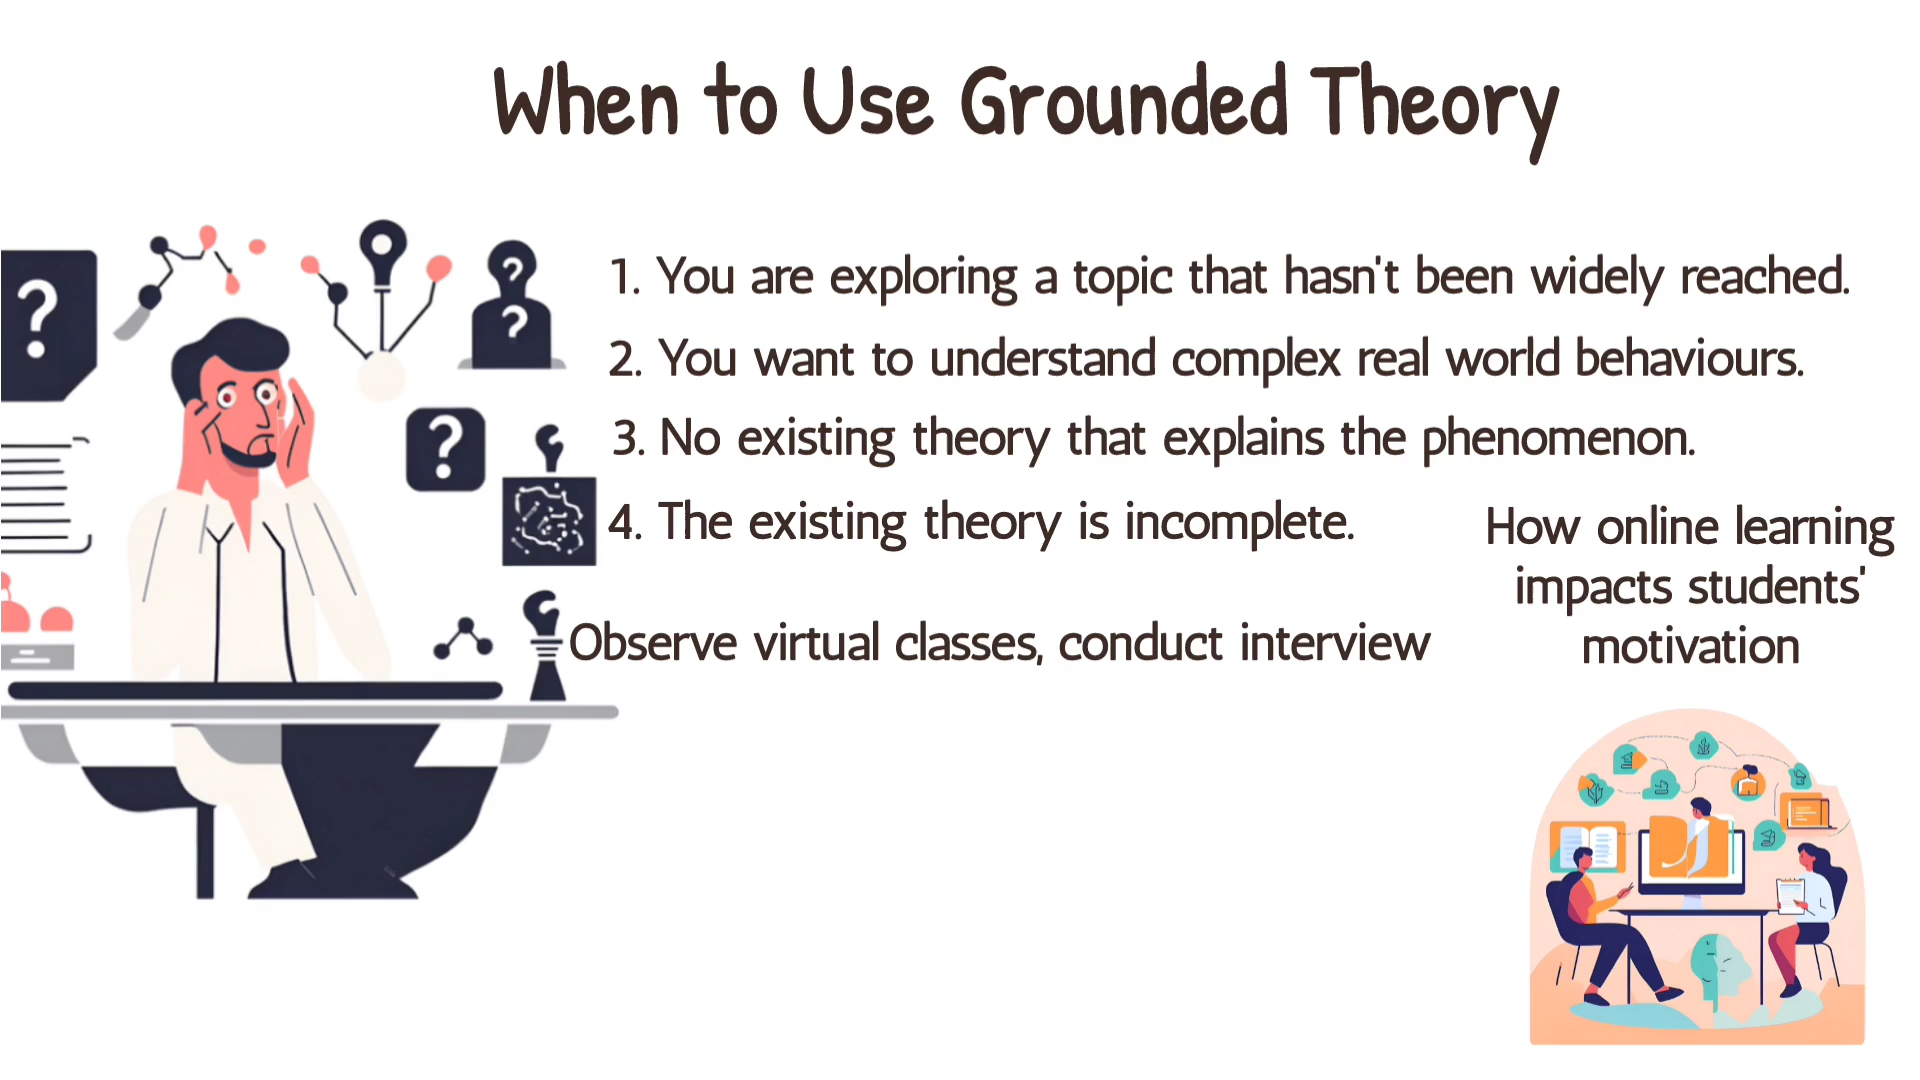 When to Use Grounded Theory
1. You are exploring a topic that hasn't been widely reached.
2. You want to understand complex real world behaviours.
3. No existing theory that explains the phenomenon.
4. The existing theory is incomplete.
How online learning
impacts students'
motivation
Observe virtual classes, conduct interview
?
?
?
?